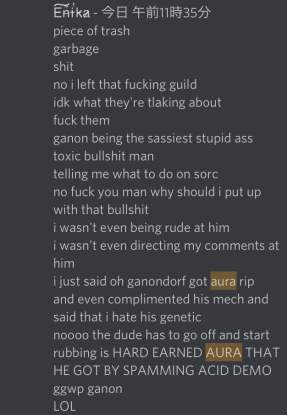 Enika - 今日 午前11時35分
piece of trash
garbage
shit
no i left that fucking guild
idk what they're tlaking about
fuck them
ganon being the sassiest stupid ass
toxic bullshit man
telling me what to do on sorc
no fuck you man why should i put up
with that bullshit
i wasn't even being rude at him
i wasn't even directing my comments at
him
i just said oh ganondorf got aura rip
and even complimented his mech and
said that i hate his genetic
noooo the dude has to go off and start
rubbing is HARD EARNED AURA THAT
HE GOT BY SPAMMING ACID DEMO
ggwp ganon
LOL